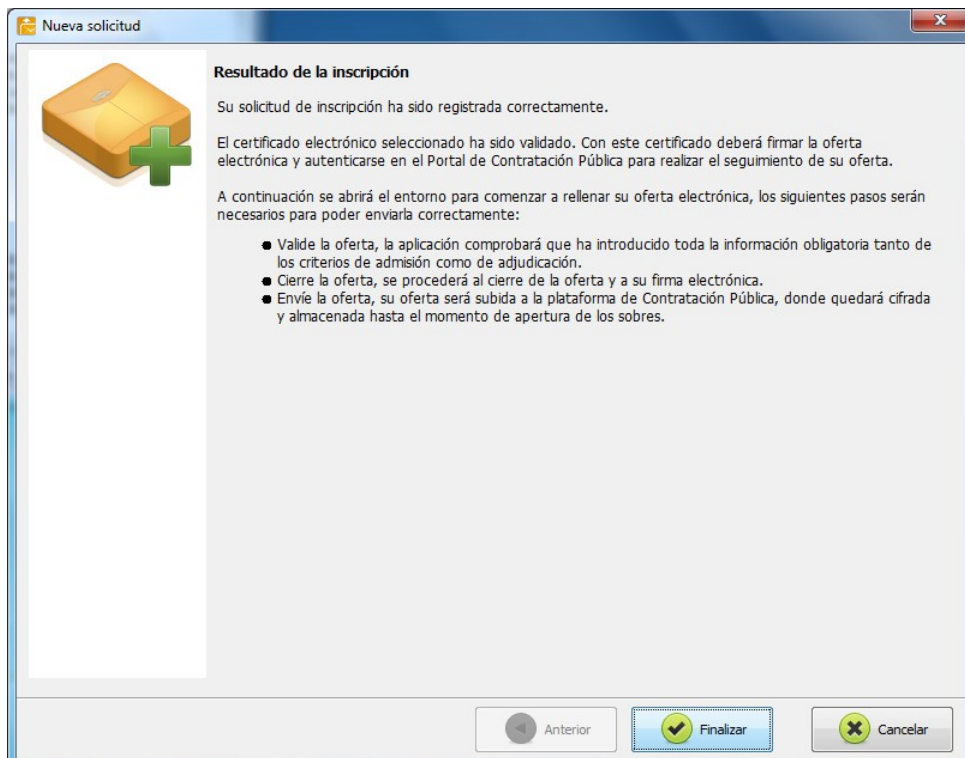 Nueva solicitud
Resultado de la inscripción
Su solicitud de inscripción ha sido registrada correctamente.
El certificado electrónico seleccionado ha sido validado. Con este certificado deberá firmar la oferta
electrónica y autenticarse en el Portal de Contratación Pública para realizar el seguimiento de su oferta.
A continuación se abrirá el entorno para comenzar a rellenar su oferta electrónica, los siguientes pasos serán
necesarios para poder enviarla correctamente:
● Valide la oferta, la aplicación comprobará que ha introducido toda la información obligatoria tanto de
los criterios de admisión como de adjudicación.
● Cierre la oferta, se procederá al cierre de la oferta y a su firma electrónica.
● Envíe la oferta, su oferta será subida a la plataforma de Contratación Pública, donde quedará cifrada
y almacenada hasta el momento de apertura de los sobres.
Anterior Finalizar Cancelar